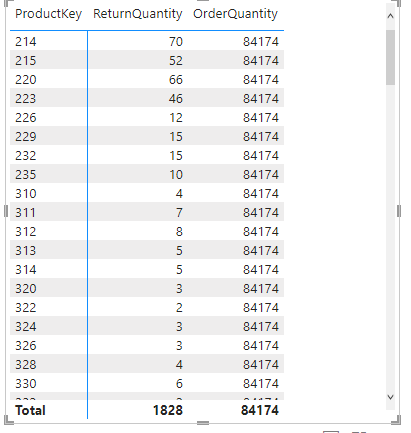 ProductKey ReturnQuantity OrderQuantity
214 70 84174
215 52 84174
220 66 84174
223 46 84174
226 12 84174
229 15 84174
232 15 84174
235 10 84174
310 4 84174
311 7 84174
312 8 84174
313 5 84174
314 5 84174
320 3 84174
322 2 84174
324 3 84174
326 3 84174
328 4 84174
330 6 84174
Total 1828 84174